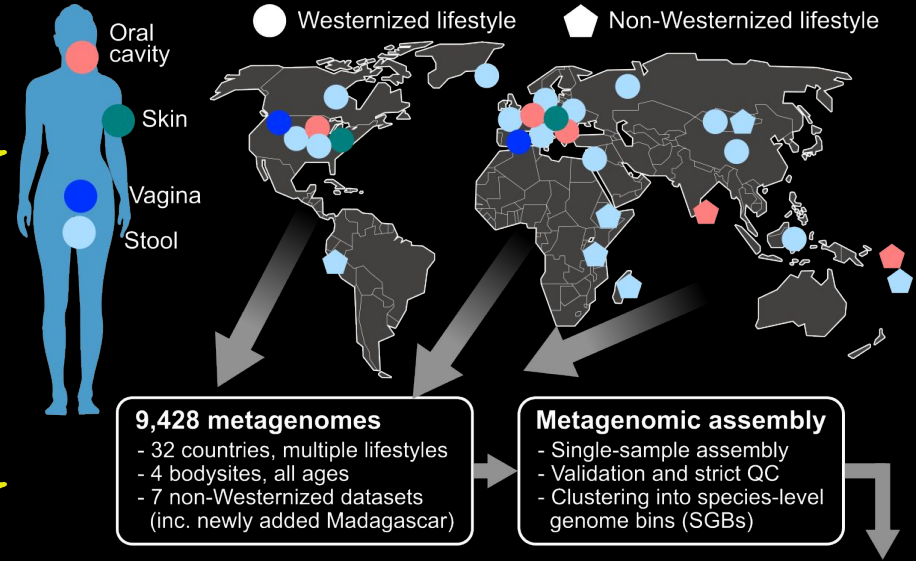 Westernized lifestyle
Non-Westernized lifestyle
Oral
cavity
Skin
Vagina
Stool
9,428 metagenomes
- 32 countries, multiple lifestyles
- 4 bodysites, all ages
- 7 non-Westernized datasets
(inc. newly added Madagascar)
Metagenomic assembly
- Single-sample assembly
- Validation and strict QC
- Clustering into species-level
genome bins (SGBs)